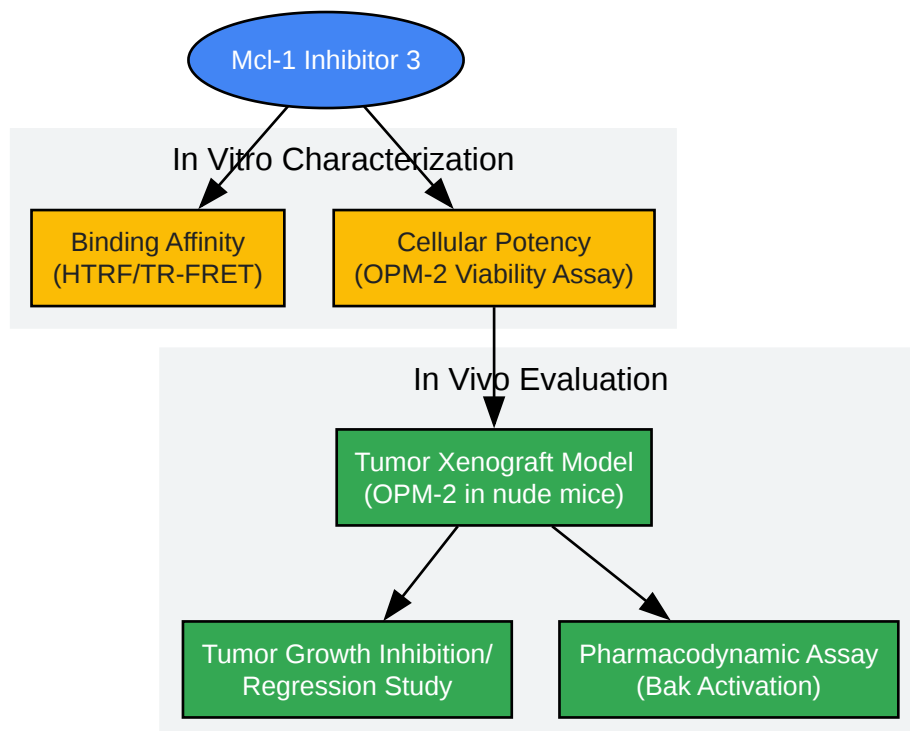 Mcl-1 Inhibitor 3
In Vitro Characterization
Binding Affinity
(HTRF/TR-FRET)
Cellular Potency
(OPM-2 Viability Assay)
In Vivo Evaluation
Tumor Xenograft Model
(OPM-2 in nude mice)
Tumor Growth Inhibition/
Regression Study
Pharmacodynamic Assay
(Bak Activation)